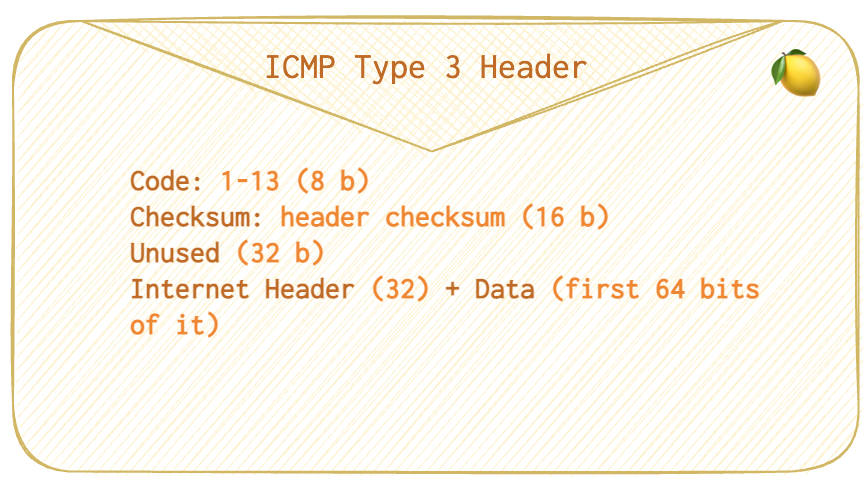 ICMP Type 3 Header
Code: 1-13 (8 b)
Checksum: header checksum (16 b)
Unused (32 b)
Internet Header (32) + Data (first 64 bits
of it)